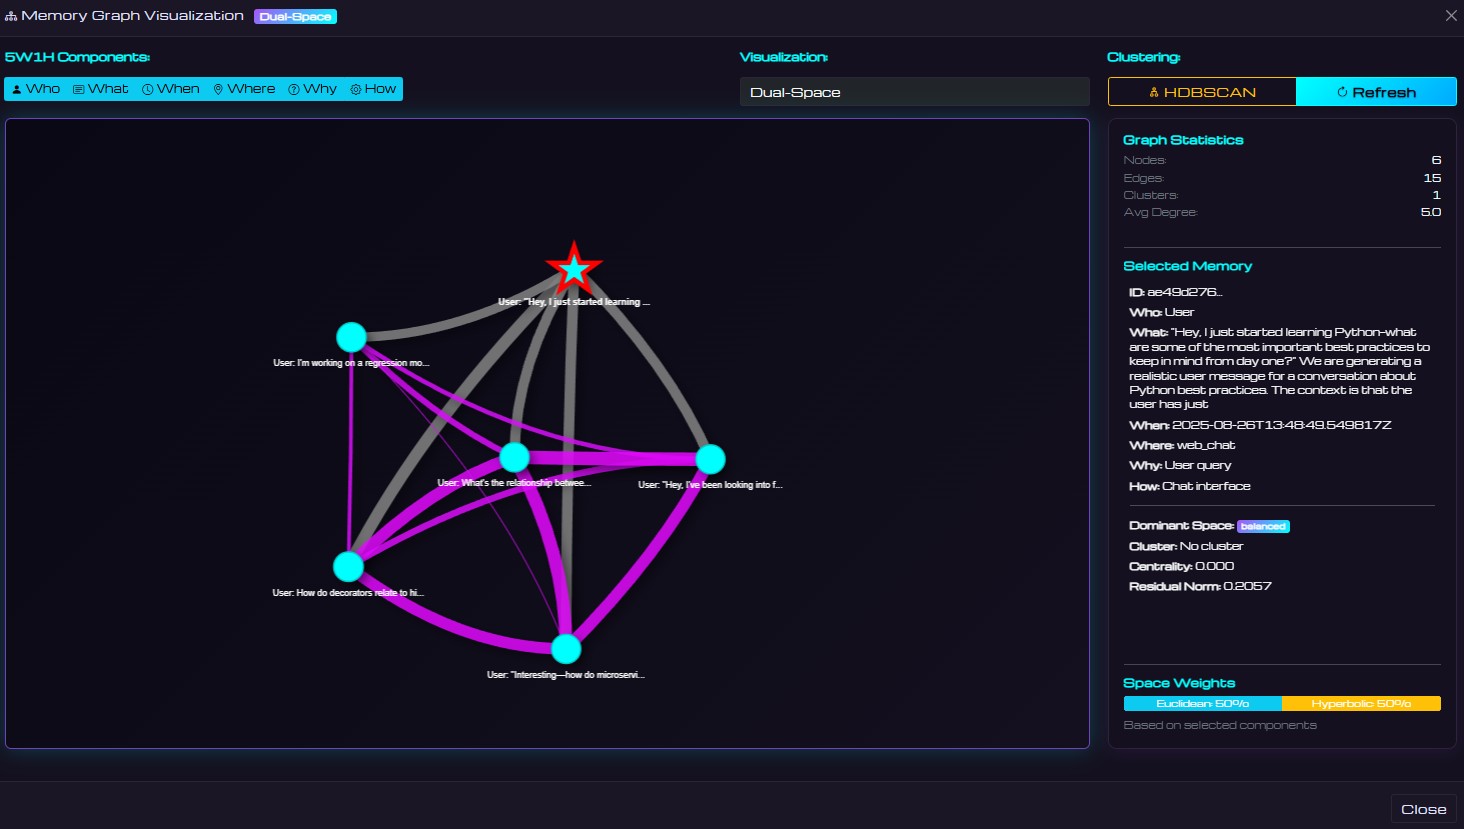 Memory Graph Visualization Dual-Space
5W1H Components:
Who What When Where Why How
Visualization:
Dual-Space
Clustering:
HDBSCAN Refresh
User: "Hey, I just started learning ...
User: I'm working on a regression mo...
User: What's the relationship betwee...
User: "Hey, I've been looking into f...
User: How do decorators relate to hi...
User: "Interesting—how do microservi...
Graph Statistics
Nodes: 6
Edges: 15
Clusters: 1
Avg Degree: 5.0
Selected Memory
ID: ae49d276...
Who: User
What: "Hey, I just started learning Python-what
are some of the most important best practices to
keep in mind from day one?" We are generating a
realistic user message for a conversation about
Python best practices. The context is that the
user has just
When: 2025-08-26T13:48:49.549817Z
Where: web_chat
Why: User query
How: Chat interface
Dominant Space: balanced
Cluster: No cluster
Centrality: 0.000
Residual Norm: 0.2057
Space Weights
Euclidean: 50% Hyperbolic: 50%
Based on selected components
Close